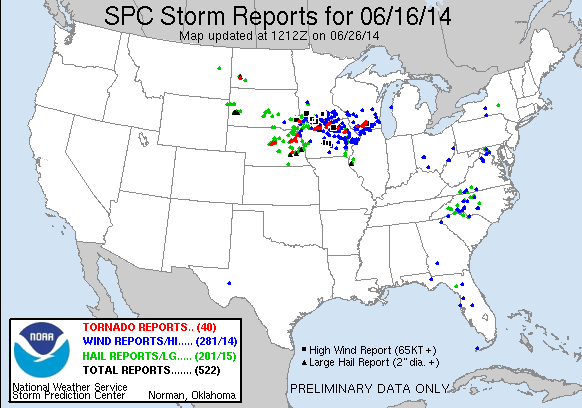 SPC Storm Reports for 06/16/14
Map updated at 1212Z on 06/26/14
NOAA
TORNADO REPORTS.. (40)
WIND REPORTS/HI..... (281/14)
HAIL REPORTS/LG..... (201/15)
TOTAL REPORTS....... (522)
National Weather Service
Storm Prediction Center Norman, Oklahoma
High Wind Report (65KT +)
Large Hail Report (2" dia. +)
PRELIMINARY DATA ONLY